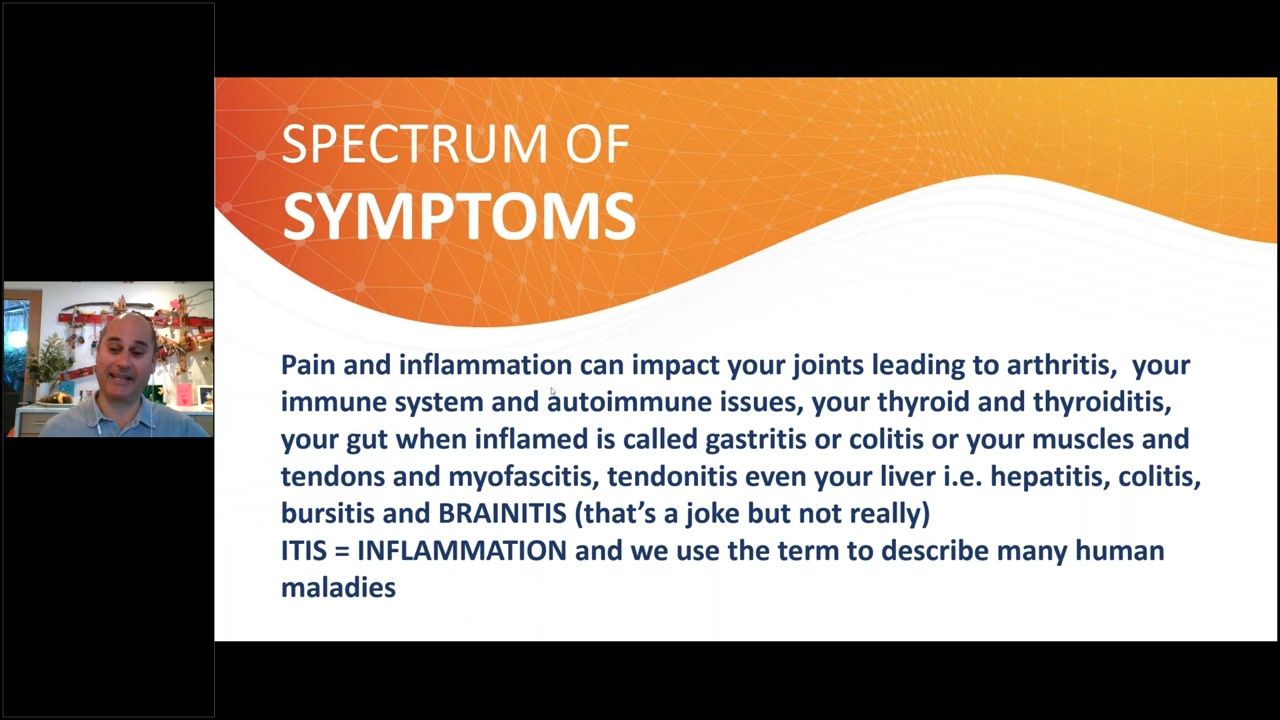 SPECTRUM OF
SYMPTOMS
Pain and inflammation can impact your joints leading to arthritis,  your
immune system and autoimmune issues, your thyroid and thyroiditis,
your gut when inflamed is called gastritis or colitis or your muscles and
tendons and myofascitis, tendonitis even your liver i.e. hepatitis, colitis,
bursitis and BRAINITIS (that’s a joke but not really)
ITIS = INFLAMMATION and we use the term to describe many human
maladies